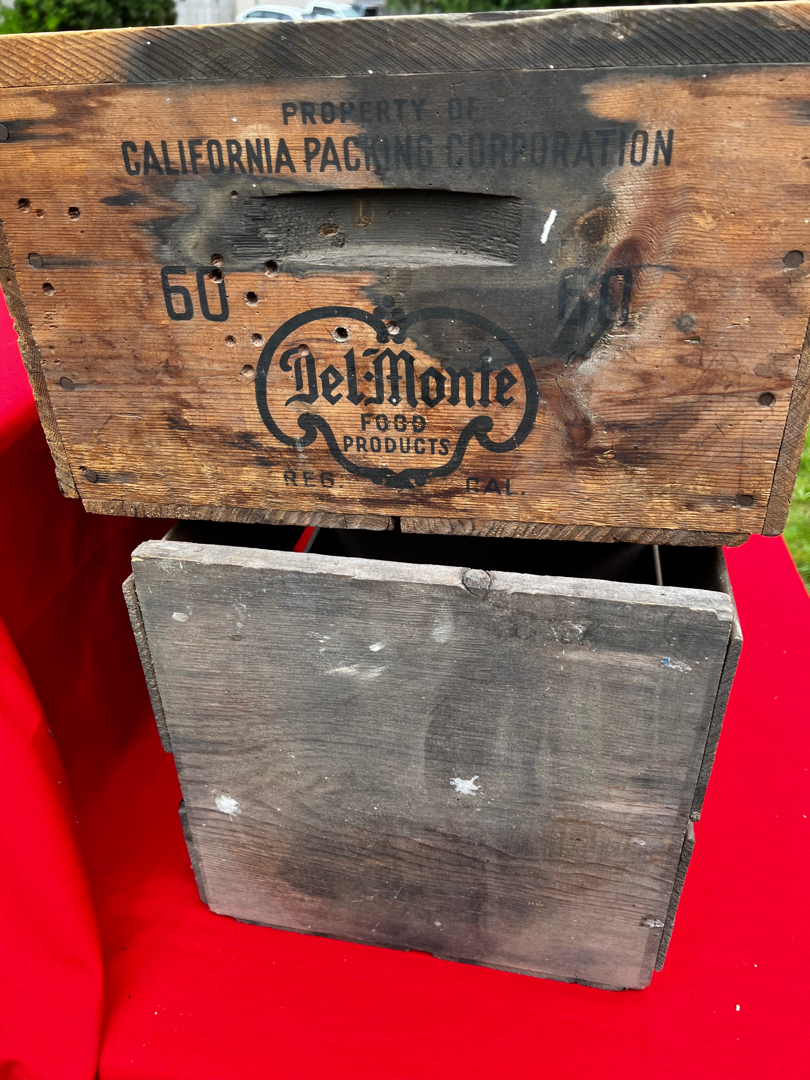 PROPERTY OF
CALIFORNIA PACKING CORPORATION
60 60
Del Monte
FOOD
PRODUCTS
REG. CAL.